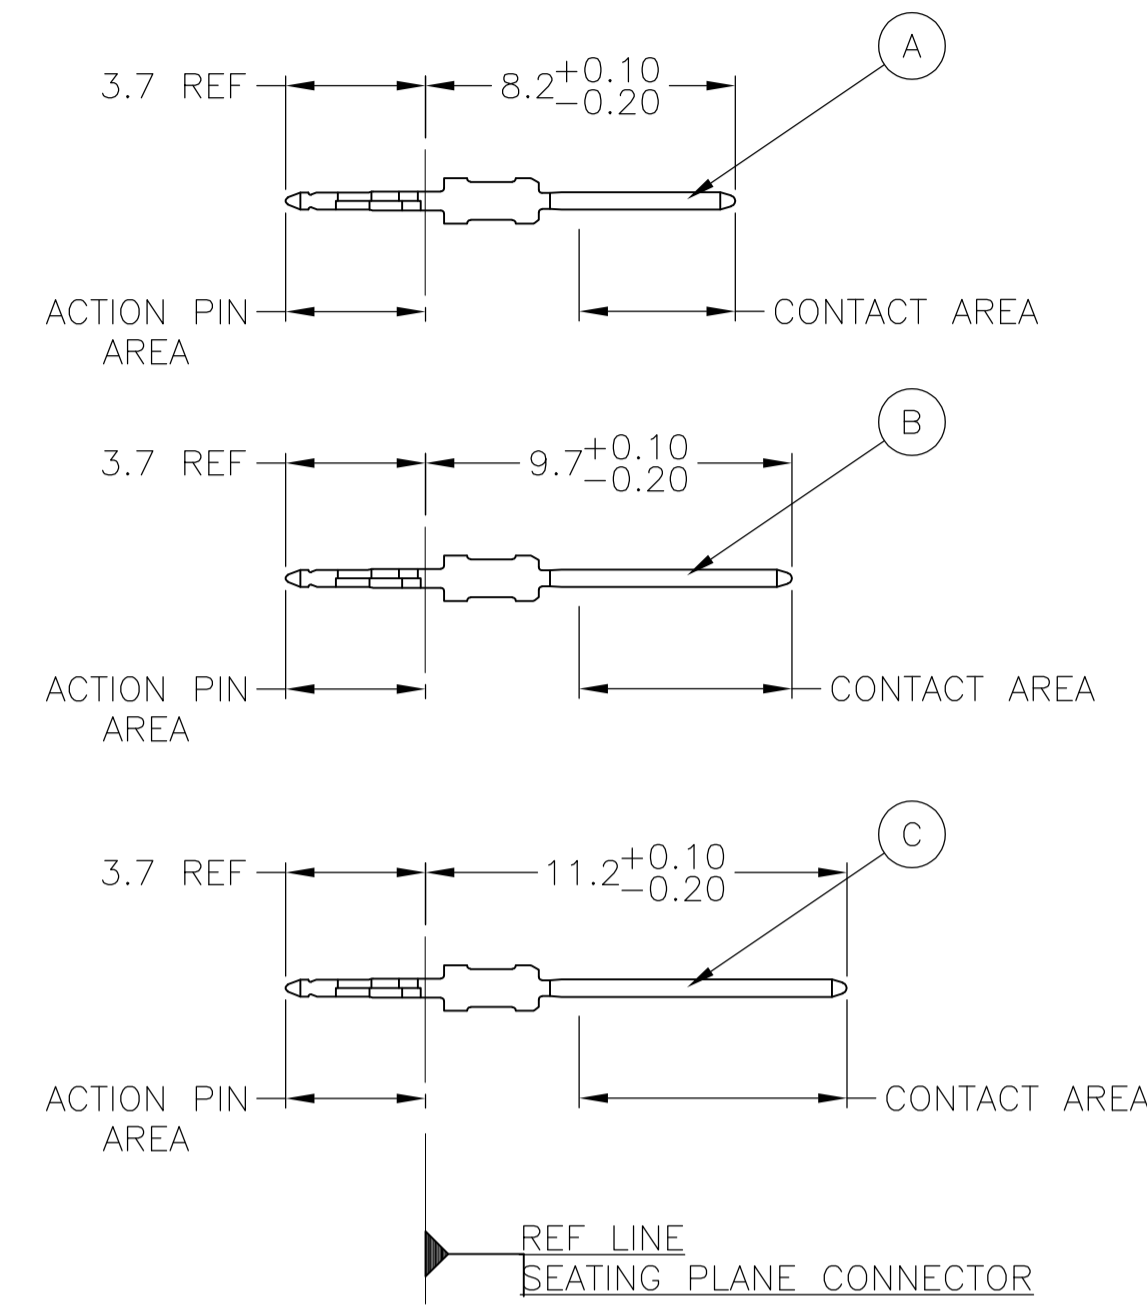 A
3.7 REF 8.2 +0.10 -0.20
ACTION PIN AREA
CONTACT AREA
B
3.7 REF 9.7 +0.10 -0.20
ACTION PIN AREA
CONTACT AREA
C
3.7 REF 11.2 +0.10 -0.20
ACTION PIN AREA
CONTACT AREA
REF LINE
SEATING PLANE CONNECTOR